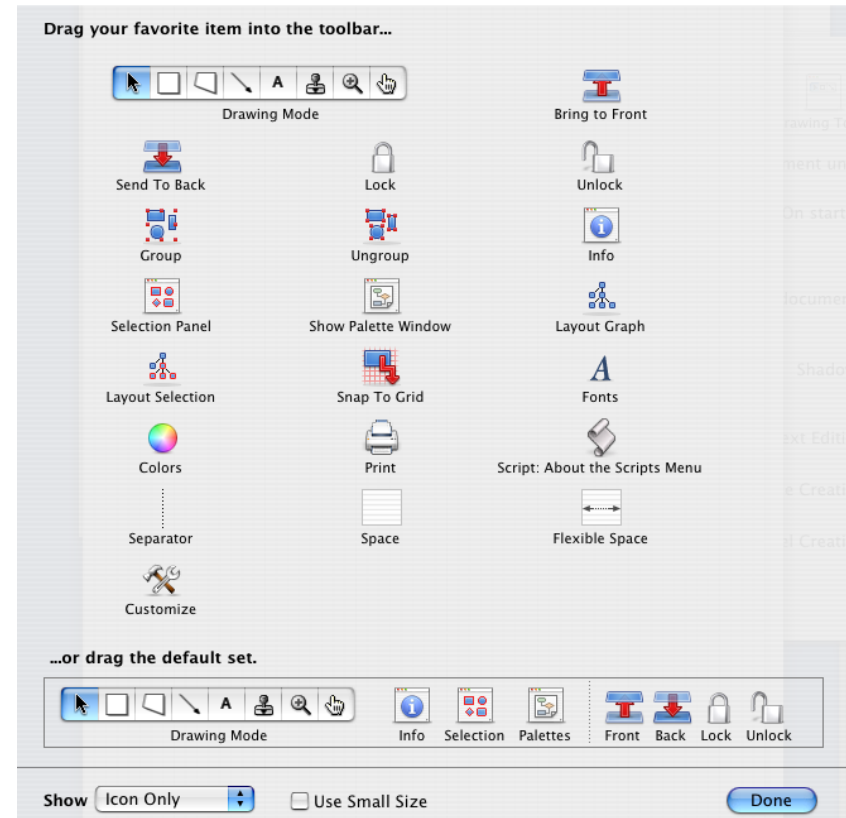 Drag your favorite item into the toolbar...
A
Drawing Mode
Bring to Front
Send To Back
Lock
Unlock
Group
Ungroup
Info
Selection Panel
Show Palette Window
Layout Graph
Layout Selection
Snap To Grid
A
Fonts
Colors
Print
Script: About the Scripts Menu
Separator
Space
Flexible Space
Customize
...or drag the default set.
A
Drawing Mode
Info
Selection
Palettes
Front
Back
Lock
Unlock
Show
Icon Only
Use Small Size
Done